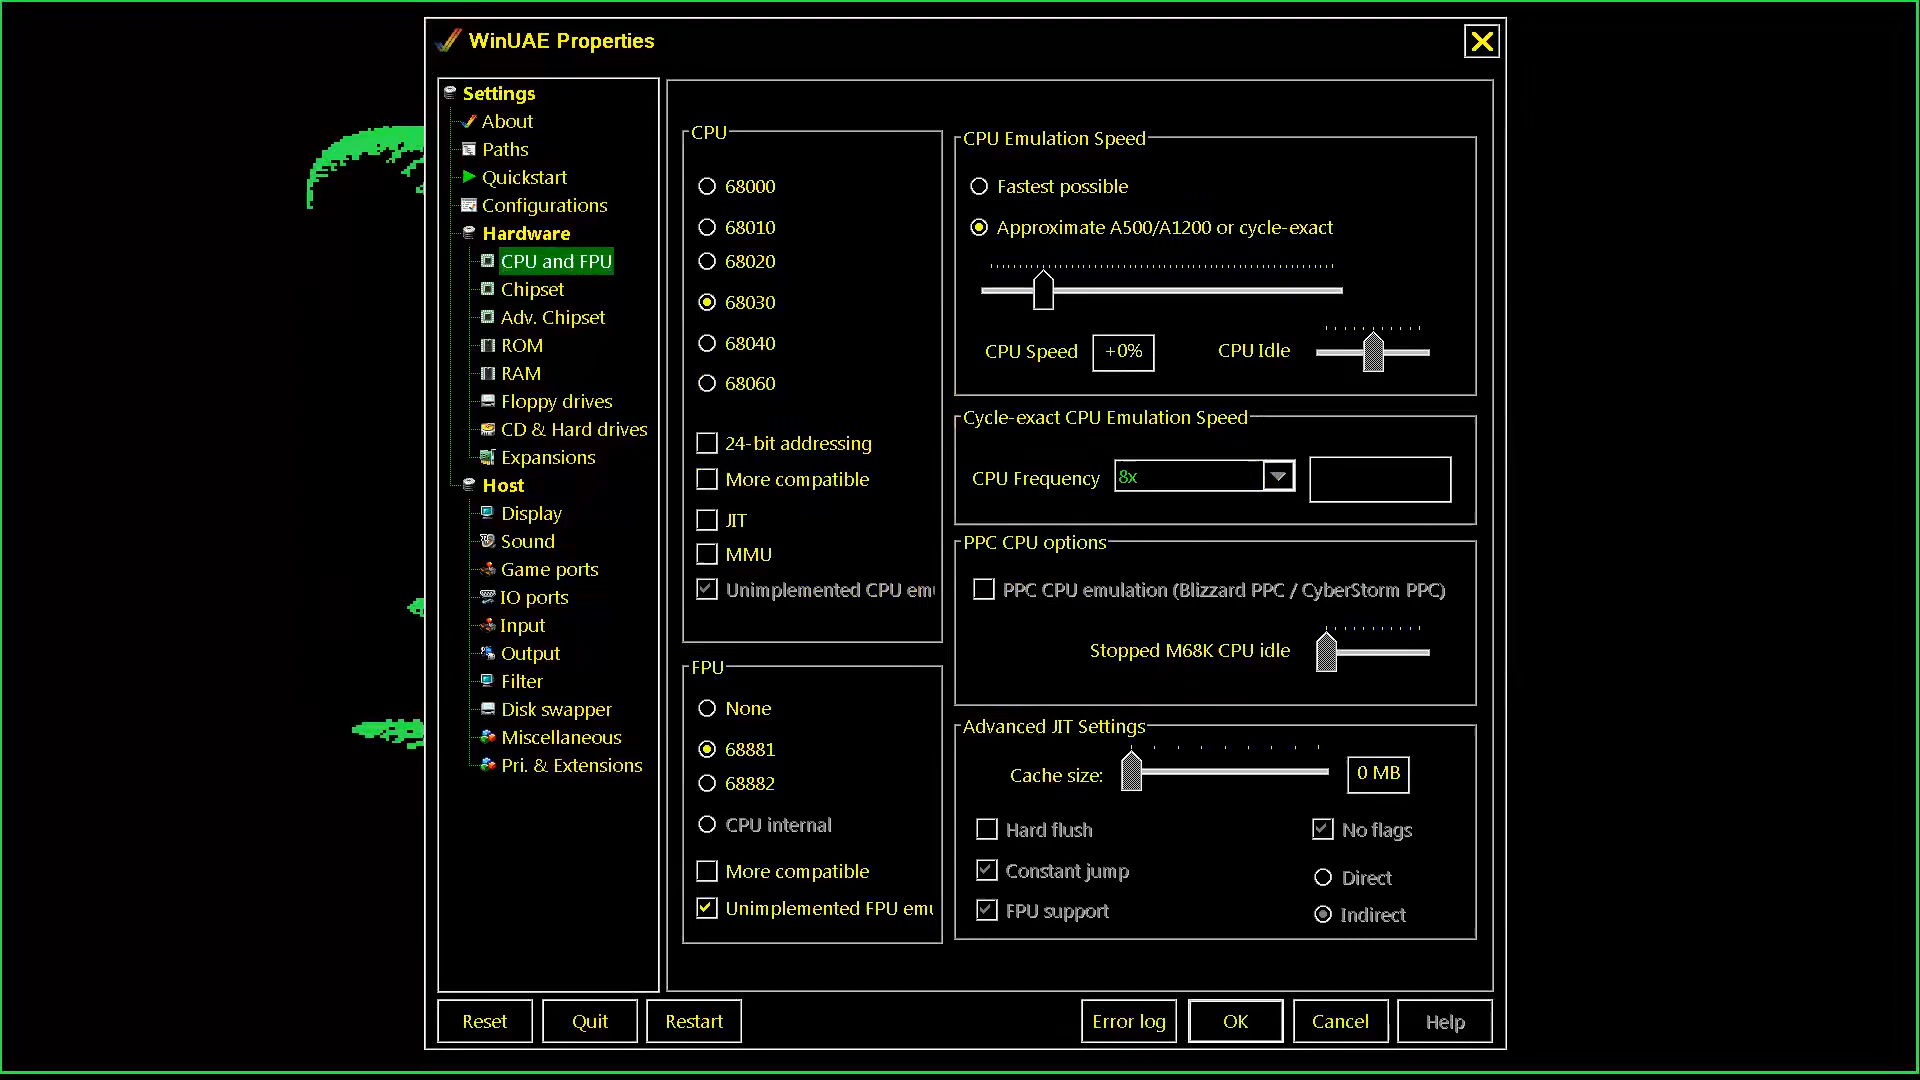 WinUAE Properties
Settings
About
Paths
Quickstart
Configurations
Hardware
CPU and FPU
Chipset
Adv. Chipset
ROM
RAM
Floppy drives
CD & Hard drives
Expansions
Host
Display
Sound
Game ports
IO ports
Input
Output
Filter
Disk swapper
Miscellaneous
Pri. & Extensions
CPU
68000
68010
68020
68030
68040
68060
24-bit addressing
More compatible
JIT
MMU
Unimplemented CPU emu
FPU
None
68881
68882
CPU internal
More compatible
Unimplemented FPU emu
CPU Emulation Speed
Fastest possible
Approximate A500/A1200 or cycle-exact
CPU Speed +0% CPU Idle
Cycle-exact CPU Emulation Speed
CPU Frequency 8x
PPC CPU options
PPC CPU emulation (Blizzard PPC / CyberStorm PPC)
Stopped M68K CPU idle
Advanced JIT Settings
Cache size: 0 MB
Hard flush No flags
Constant jump Direct
FPU support Indirect
Reset Quit Restart Error log OK Cancel Help